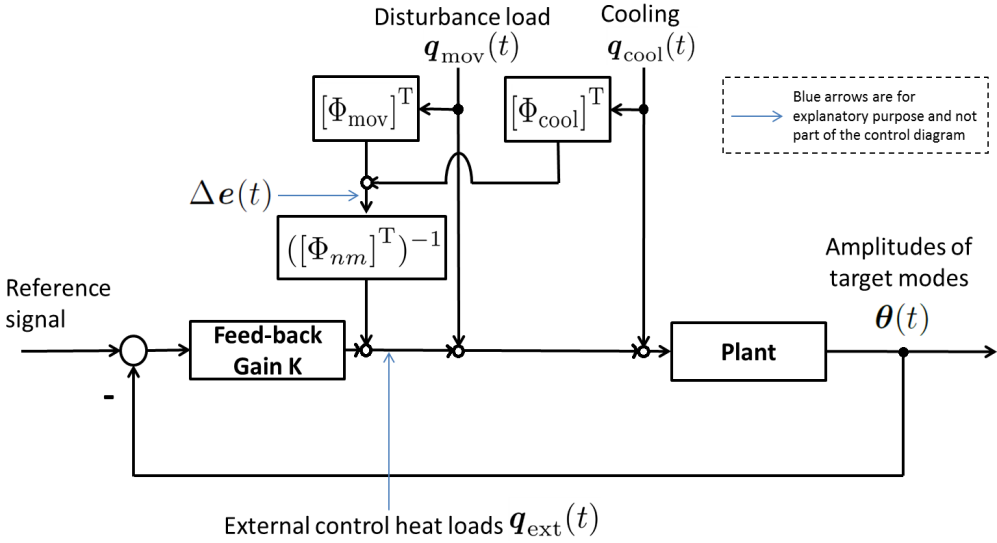 Disturbance load
q_mov(t)
Cooling
q_cool(t)
[Φ_mov]^T
[Φ_cool]^T
Blue arrows are for
explanatory purpose and not
part of the control diagram
Δe(t)
([Φ_nm]^T)^−1
Amplitudes of
target modes
θ(t)
Reference
signal
Feed-back
Gain K
Plant
-
External control heat loads q_ext(t)